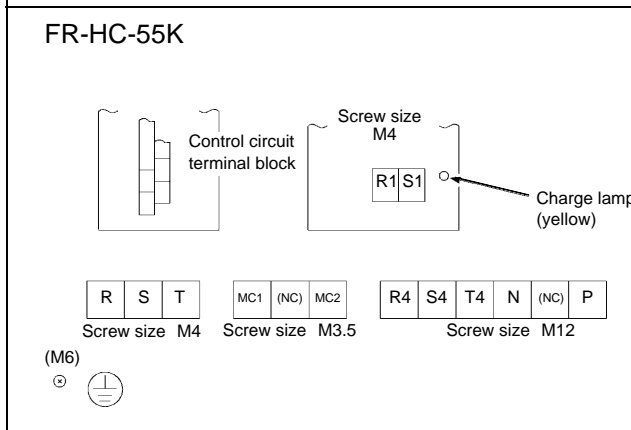 FR-HC-55K
Control circuit
terminal block
Screw size
M4
R1 S1
Charge lamp
(yellow)
R S T
Screw size M4
MC1 (NC) MC2
Screw size M3.5
R4 S4 T4 N (NC) P
Screw size M12
(M6)